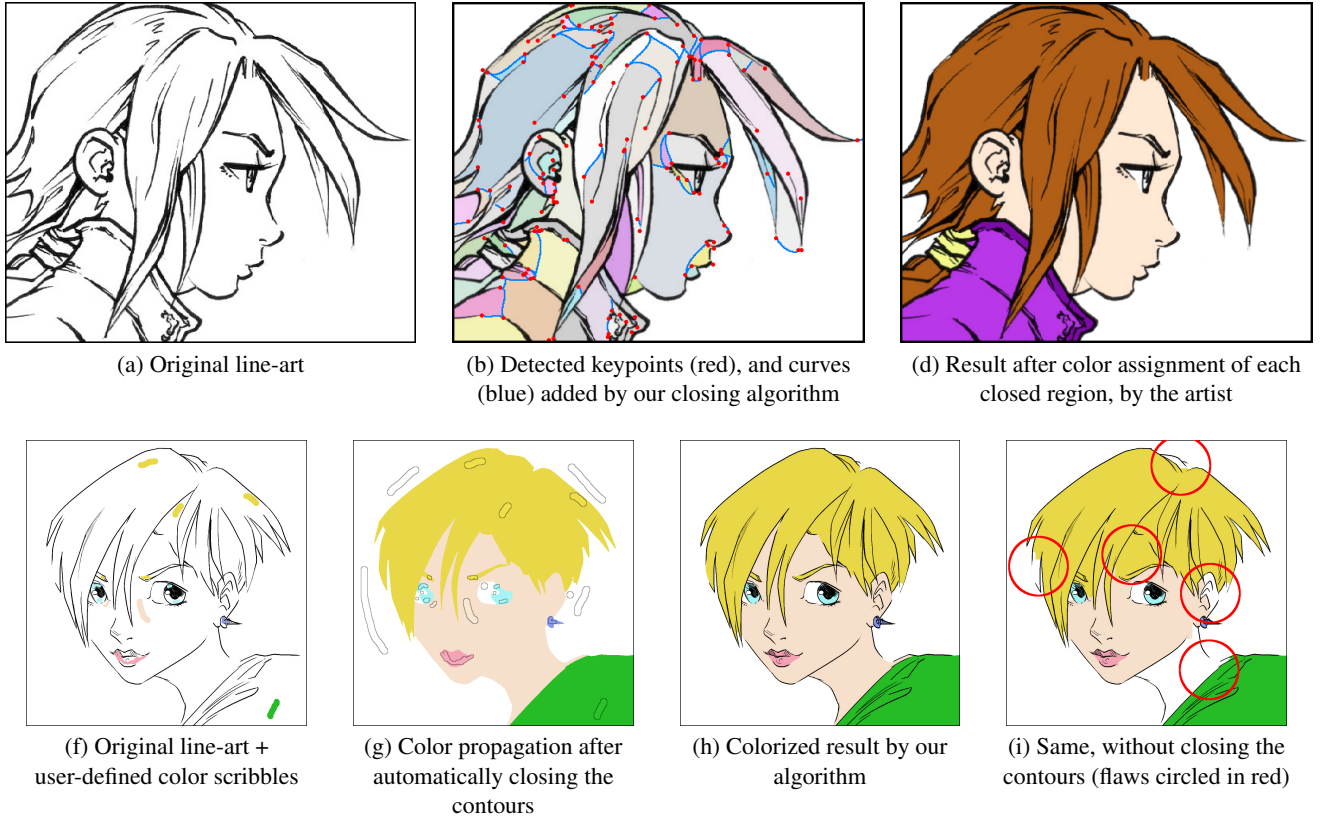 (a) Original line-art
(b) Detected keypoints (red), and curves
(blue) added by our closing algorithm
(d) Result after color assignment of each
closed region, by the artist
(f) Original line-art +
user-defined color scribbles
(g) Color propagation after
automatically closing the
contours
(h) Colorized result by our
algorithm
(i) Same, without closing the
contours (flaws circled in red)